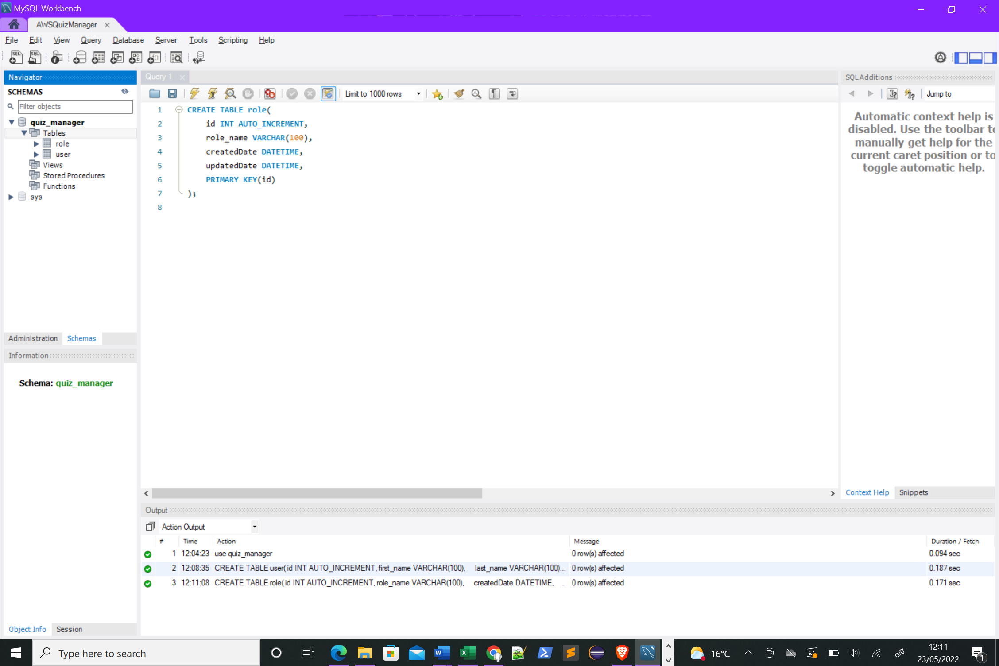 MySQL Workbench
AWSQuizManager
File Edit View Query Database Server Tools Scripting Help
Navigator
SCHEMAS
Filter objects
quiz_manager
Tables
role
user
Views
Stored Procedures
Functions
sys
Administration Schemas
Information
Schema: quiz_manager
Object Info Session
Query 1
Limit to 1000 rows
1 CREATE TABLE role(
2 id INT AUTO_INCREMENT,
3 role_name VARCHAR(100),
4 createdDate DATETIME,
5 updatedDate DATETIME,
6 PRIMARY KEY(id)
7 );
8
SQLAdditions
Jump to
Automatic context help is
disabled. Use the toolbar to
manually get help for the
current caret position or to
toggle automatic help.
Context Help Snippets
Output
Action Output
# Time Action Message Duration / Fetch
1 12:04:23 use quiz_manager 0 row(s) affected 0.094 sec
2 12:08:35 CREATE TABLE user( id INT AUTO_INCREMENT, first_name VARCHAR(100), last_name VARCHAR(100)... 0 row(s) affected 0.187 sec
3 12:11:08 CREATE TABLE role( id INT AUTO_INCREMENT, role_name VARCHAR(100), createdDate DATETIME, ... 0 row(s) affected 0.171 sec
Type here to search
16°C
12:11
23/05/2022
1